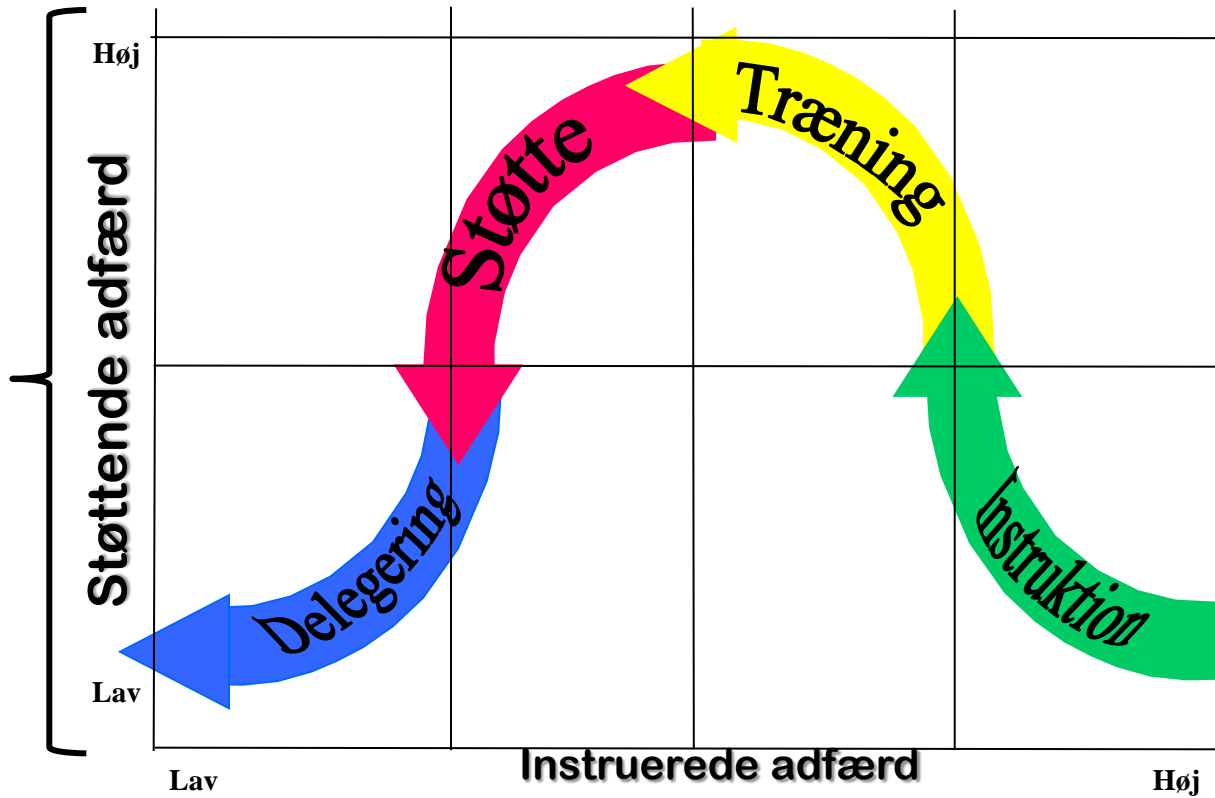 Høj
Støttende adfærd
Støtte
Træning
Delegering
Instruktion
Lav
Lav
Instruerede adfærd
Høj